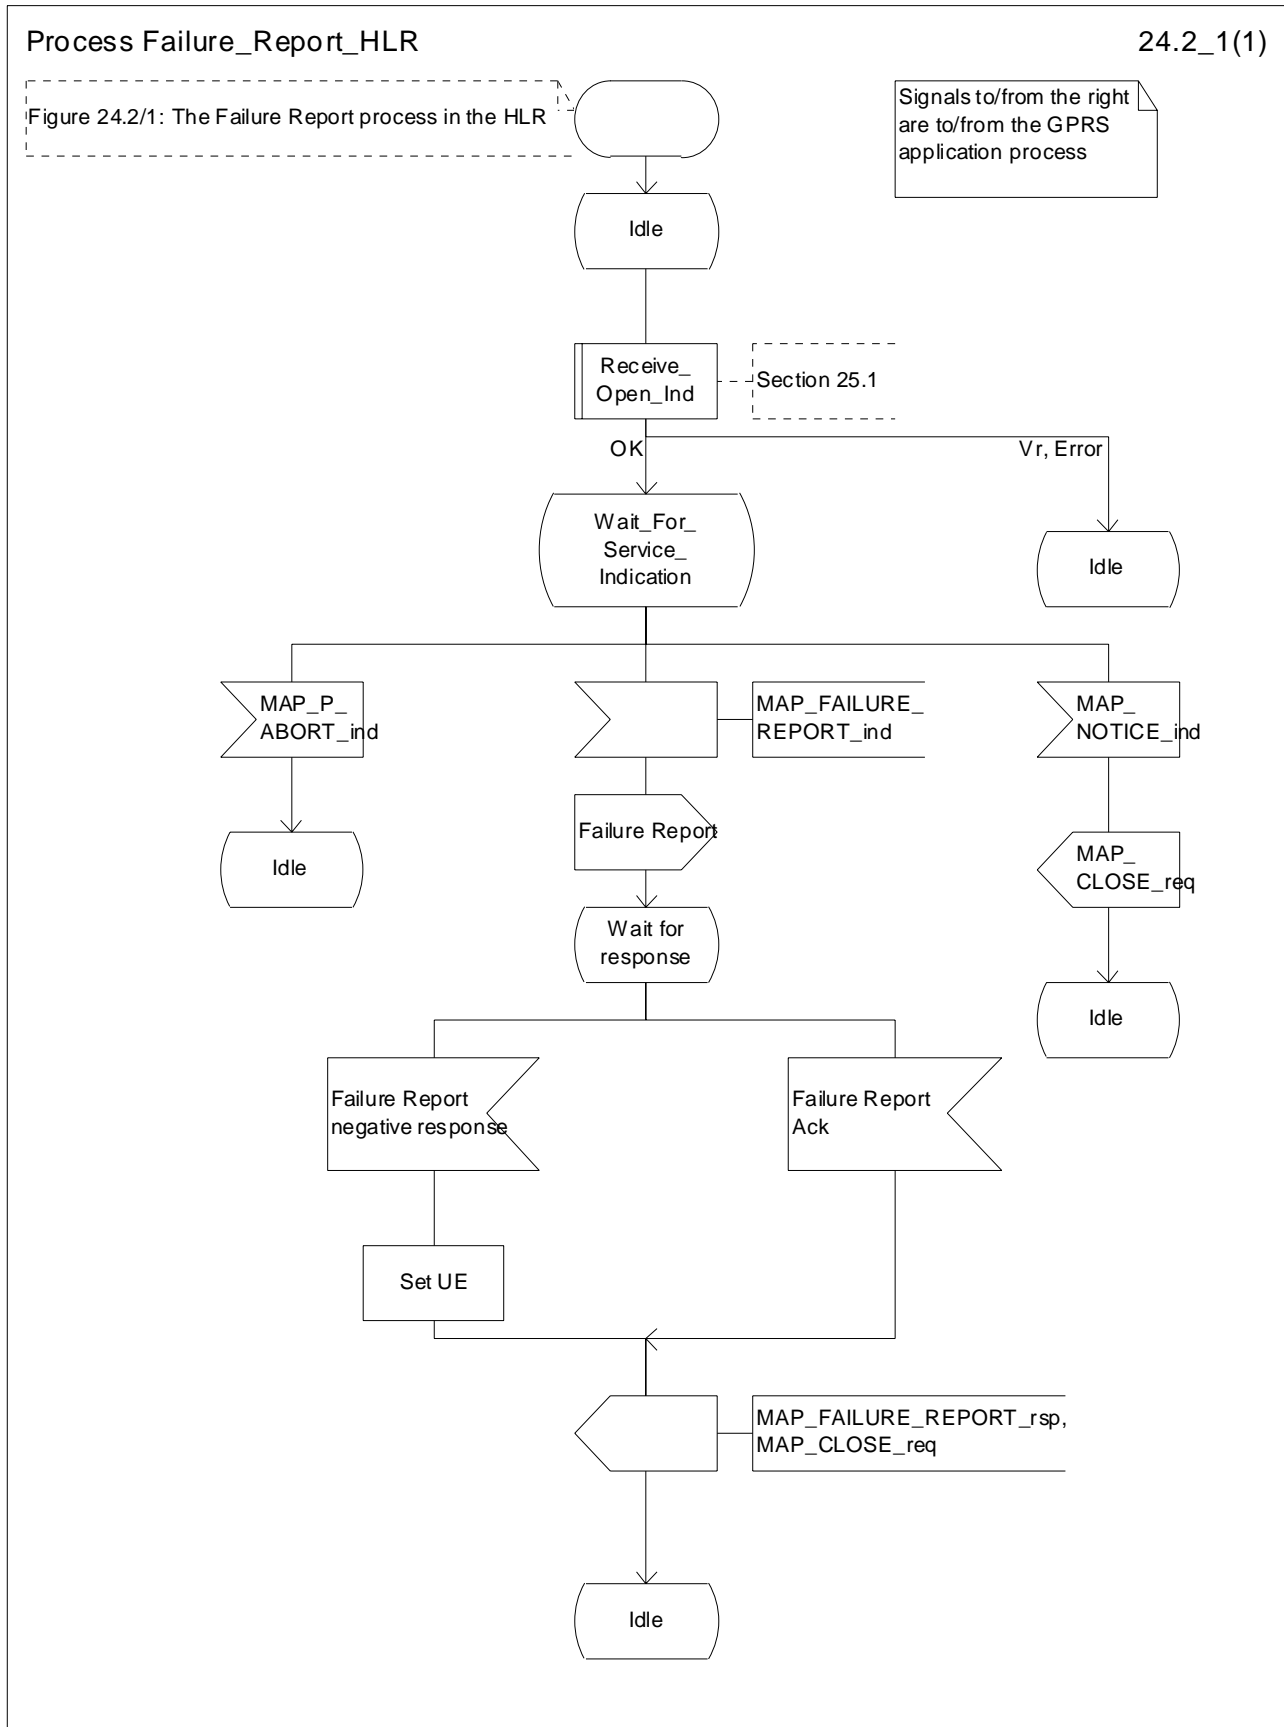 Process Failure_Report_HLR
24.2_1(1)
Figure 24.2/1: The Failure Report process in the HLR
Signals to/from the right
are to/from the GPRS
application process
Idle
Receive_
Open_Ind
Section 25.1
OK
Vr, Error
Wait_For_
Service_
Indication
Idle
MAP_P_
ABORT_ind
MAP_FAILURE_
REPORT_ind
MAP_
NOTICE_ind
Failure Report
Idle
MAP_
CLOSE_req
Wait for
response
Idle
Failure Report
negative response
Failure Report
Ack
Set UE
MAP_FAILURE_REPORT_rsp,
MAP_CLOSE_req
Idle